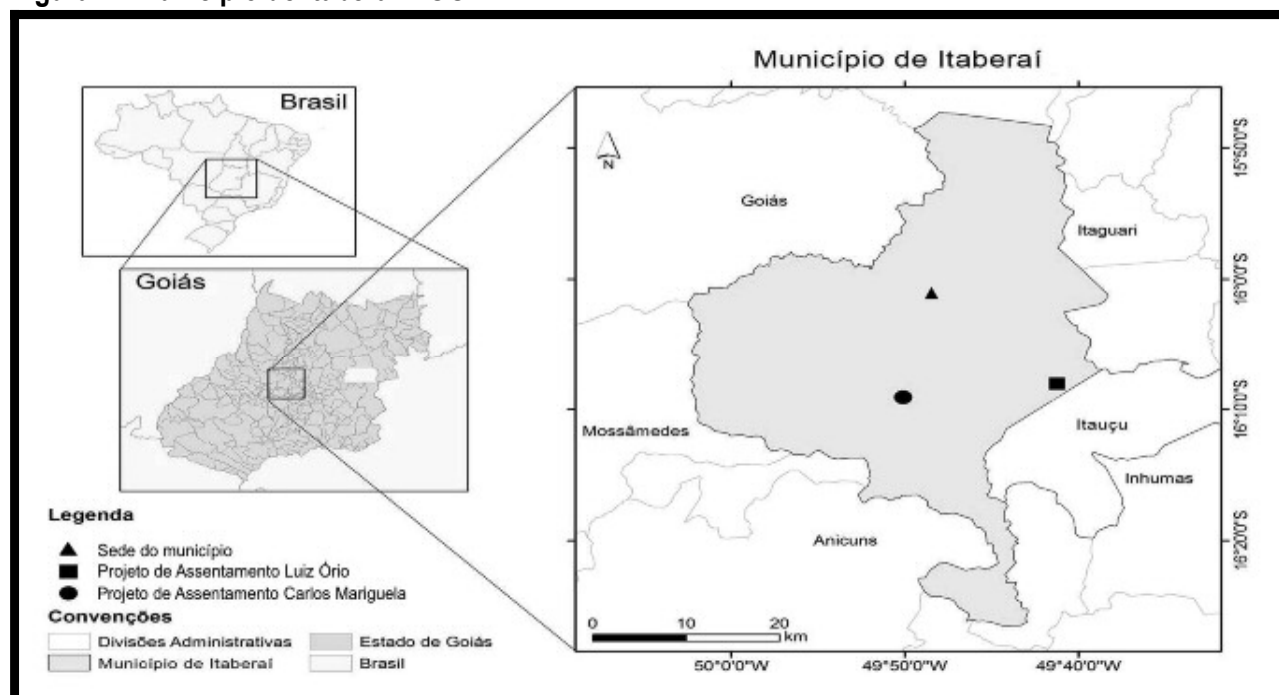 Município de Itaberaí
Brasil
Goiás
N
Goiás
Itaguari
Mossâmedes
Itauçu
Inhumas
Anicuns
15°50'0"S
16°0'0"S
16°10'0"S
16°20'0"S
0 10 20
km
50°0'0"W 49°50'0"W 49°40'0"W
Legenda
Sede do município
Projeto de Assentamento Luiz Ório
Projeto de Assentamento Carlos Mariguela
Convenções
Divisões Administrativas Estado de Goiás
Município de Itaberaí Brasil